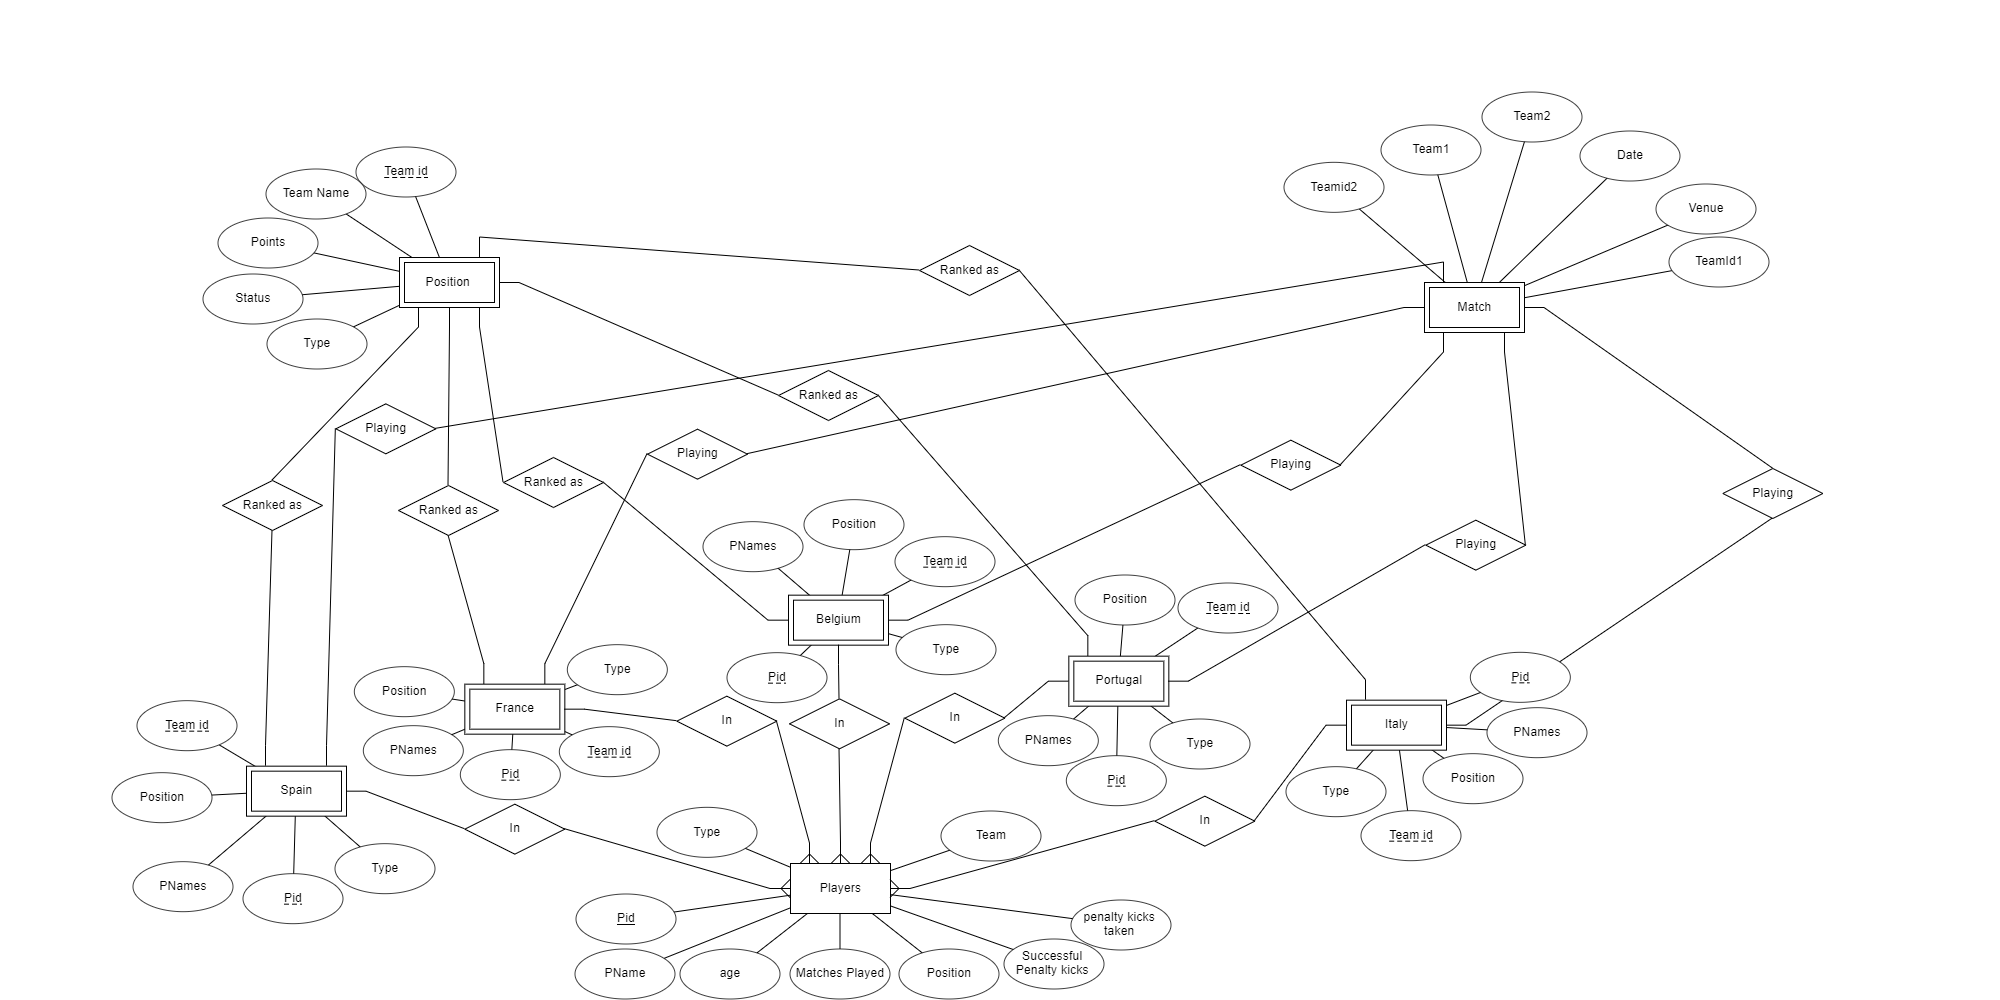 Team2
Team1
Date
Team id
Teamid2
Team Name
Venue
Points
TeamId1
Ranked as
Position
Status
Match
Type
Ranked as
Playing
Playing
Playing
Ranked as
Playing
Ranked as
Ranked as
Position
Playing
PNames
Team id
Position
Team id
Belgium
Type
Type
Pid
Portugal
Pid
Position
France
In
In
In
Team id
Italy
PNames
PNames
Team id
PNames
Type
Pid
Pid
Position
Spain
Type
Position
In
In
Type
Team
Team id
Type
PNames
Pid
Players
Pid
penalty kicks
taken
Successful
Penalty kicks
PName
age
Matches Played
Position